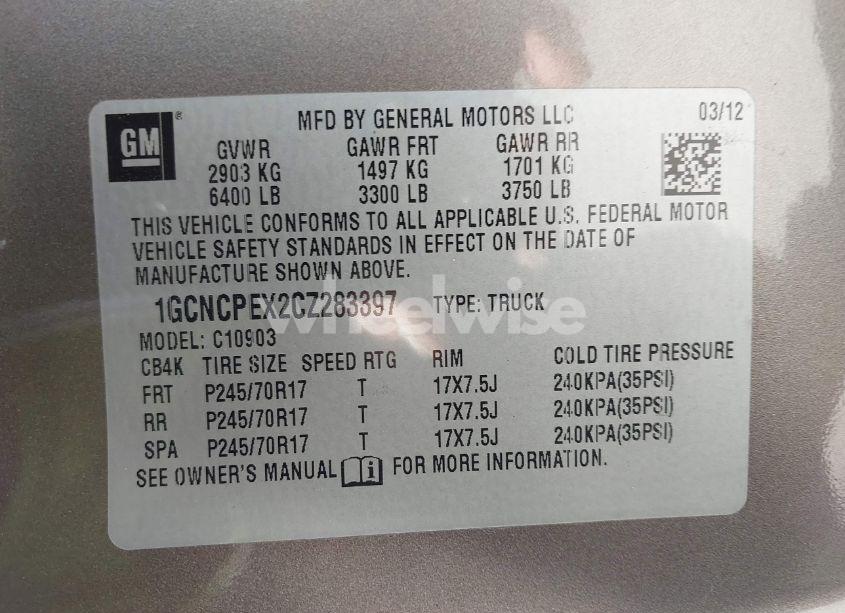 GM®
MFD BY GENERAL MOTORS LLC 03/12
GVWR GAWR FRT GAWR RR
2903 KG 1497 KG 1701 KG
6400 LB 3300 LB 3750 LB
THIS VEHICLE CONFORMS TO ALL APPLICABLE U.S. FEDERAL MOTOR
VEHICLE SAFETY STANDARDS IN EFFECT ON THE DATE OF
MANUFACTURE SHOWN ABOVE.
1GCNCPEX2CZ283397 TYPE: TRUCK
wheelwise
MODEL: C10903
CB4K TIRE SIZE SPEED RTG RIM COLD TIRE PRESSURE
FRT P245/70R17 T 17X7.5J 240KPA(35PSI)
RR P245/70R17 T 17X7.5J 240KPA(35PSI)
SPA P245/70R17 T 17X7.5J 240KPA(35PSI)
SEE OWNER'S MANUAL i FOR MORE INFORMATION.